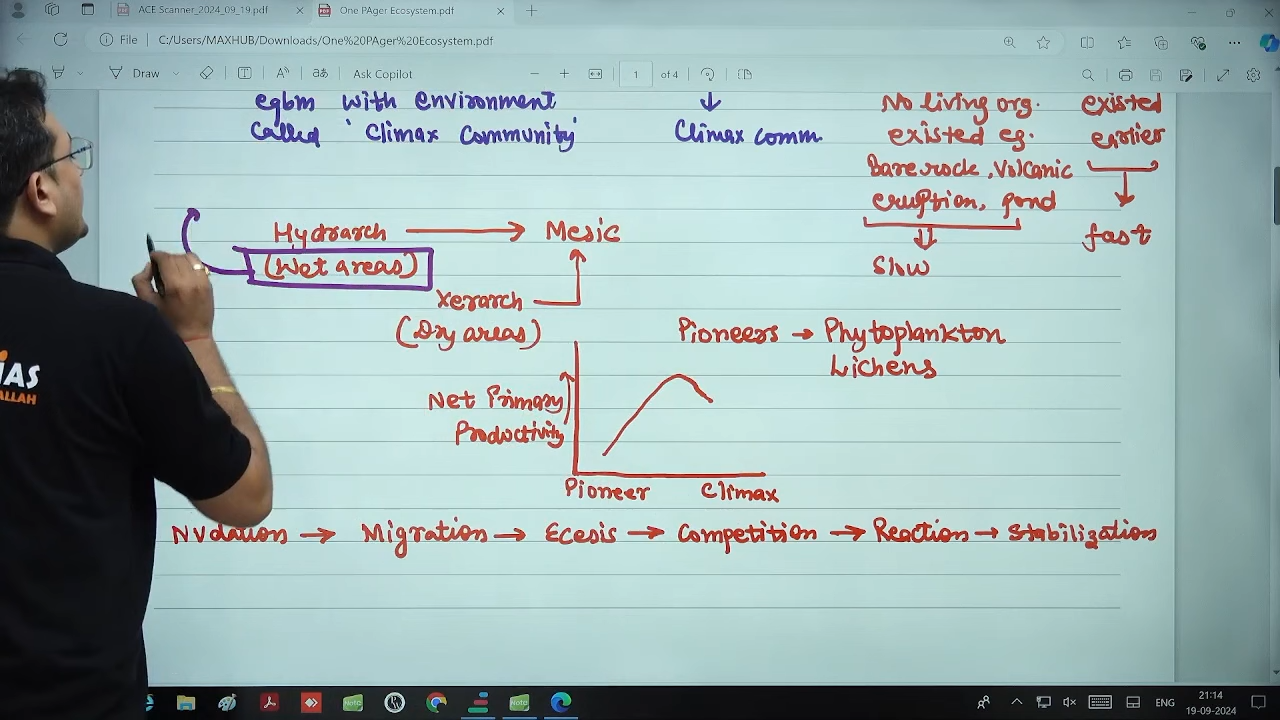 ACE Scanner_2024_09_19.pdf
One PAger Ecosystem.pdf
File
C:/Users/MAXHUB/Downloads/One%20PAger%20Ecosystem.pdf
Draw
Ask Copilot
1 of 4
eqbm with environment
called 'Climax Community'
Climax comm.
No living org.
existed eg.
Bare rock, Volcanic
eruption, pond
Slow
existed
earlier
fast
Hydrarch → Mesic
(Wet areas)
Xerarch
(Dry areas)
Pioneers → Phytoplankton
Lichens
Net Primary
Productivity
Pioneer Climax
Nudation → Migration → Ecesis → Competition → Reaction → Stabilization
IAS
ALLAH
ENG
21:14
19-09-2024